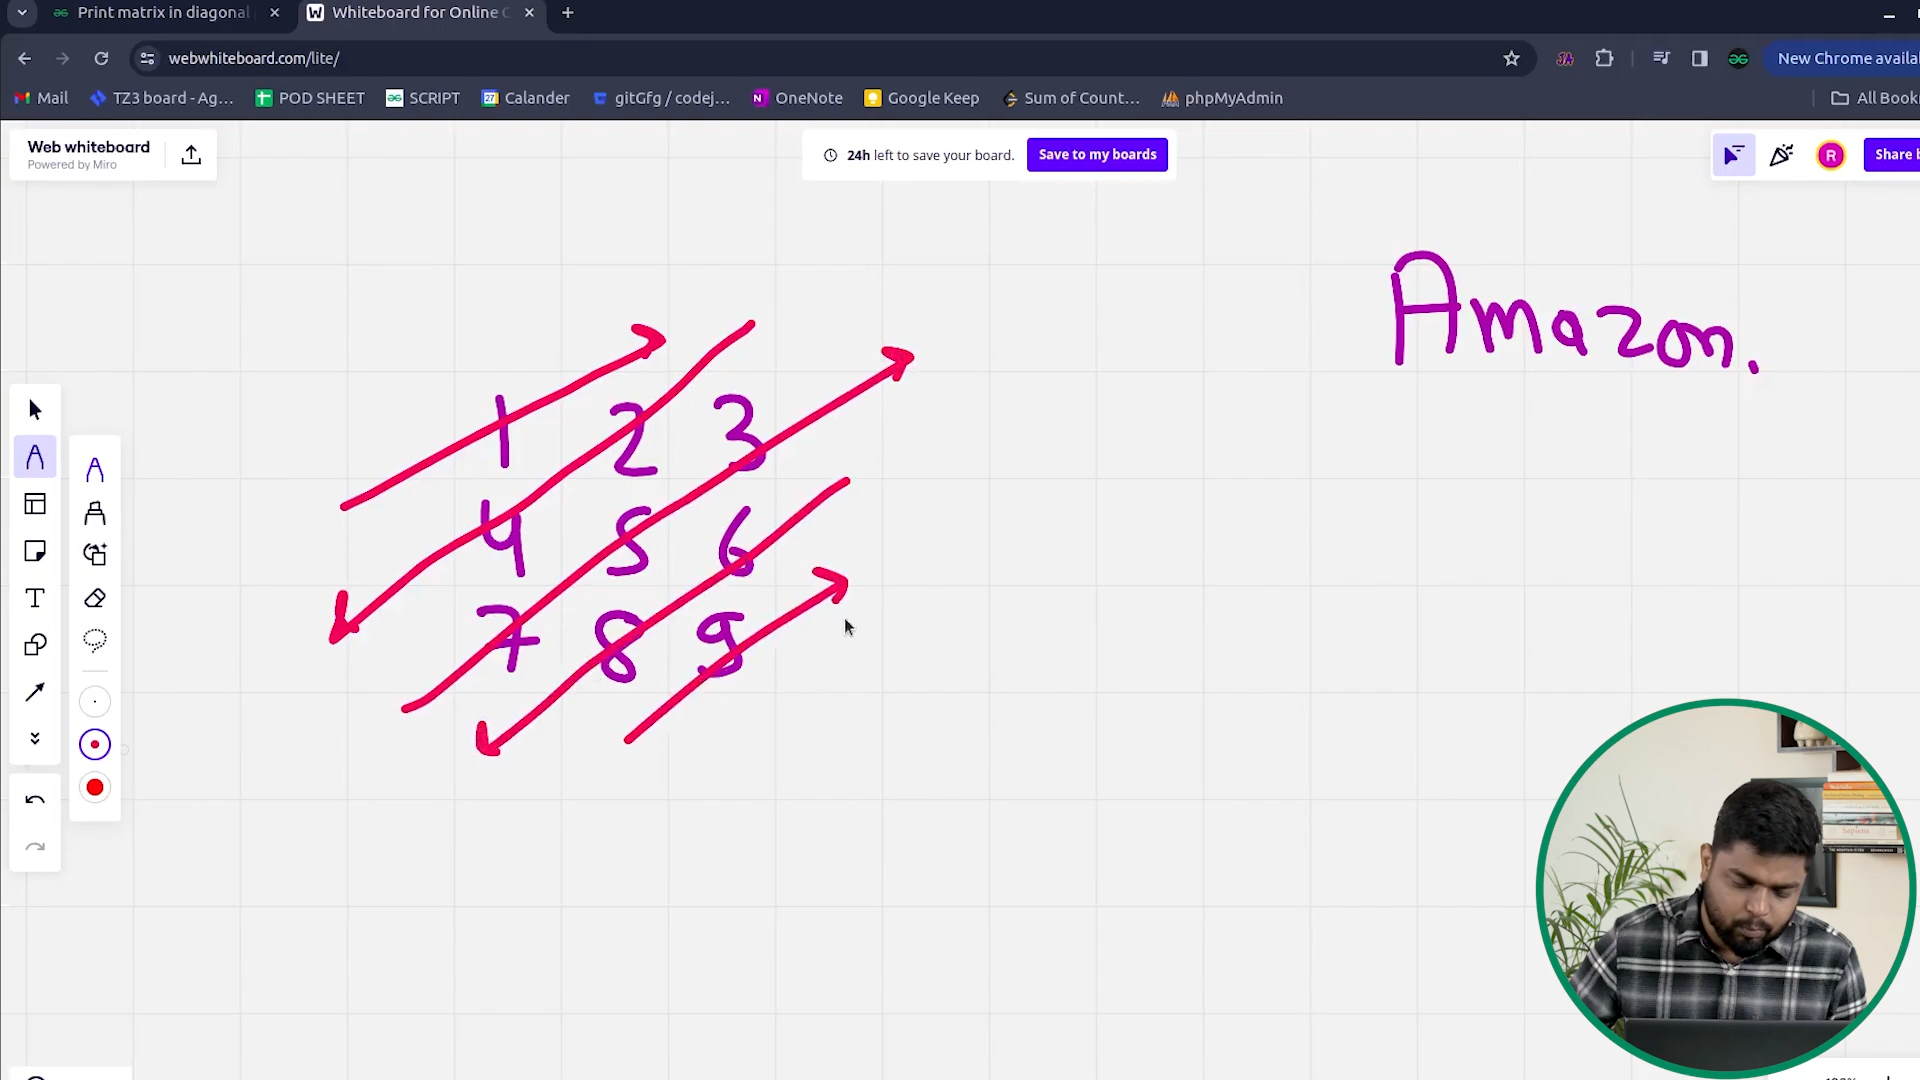 Print matrix in diagonal
Whiteboard for Online
webwhiteboard.com/lite/
New Chrome availa
Mail
TZ3 board - Ag...
POD SHEET
SCRIPT
Calander
gitGfg / codej...
OneNote
Google Keep
Sum of Count...
phpMyAdmin
All Book
Web whiteboard
Powered by Miro
24h left to save your board.
Save to my boards
R
Share
Amazon.
1 2 3
4 5 6
7 8 9
Sapiens